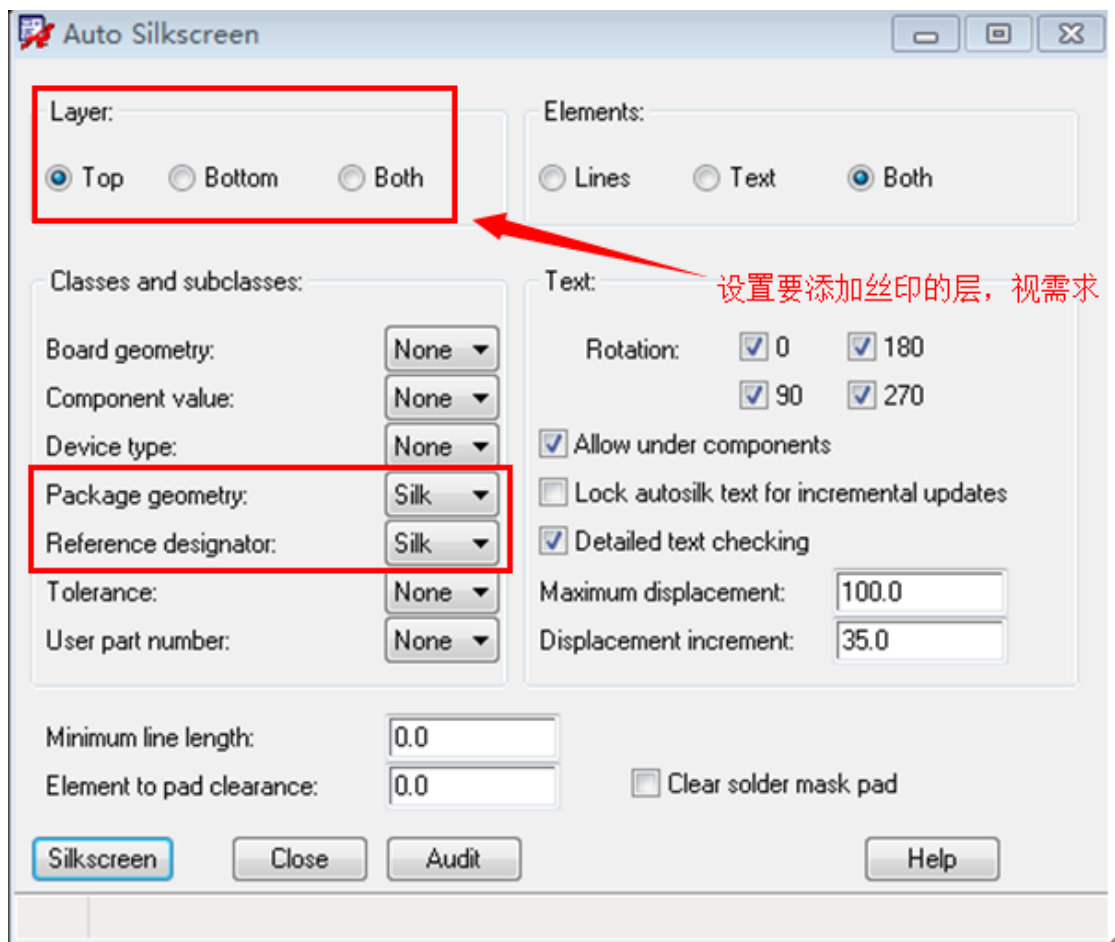 Auto Silkscreen
Layer:
Top Bottom Both
Elements:
Lines Text Both
设置要添加丝印的层，视需求
Classes and subclasses:
Board geometry: None
Component value: None
Device type: None
Package geometry: Silk
Reference designator: Silk
Tolerance: None
User part number: None
Text:
Rotation: 0 180
90 270
Allow under components
Lock autosilk text for incremental updates
Detailed text checking
Maximum displacement: 100.0
Displacement increment: 35.0
Minimum line length: 0.0
Element to pad clearance: 0.0
Clear solder mask pad
Silkscreen Close Audit Help